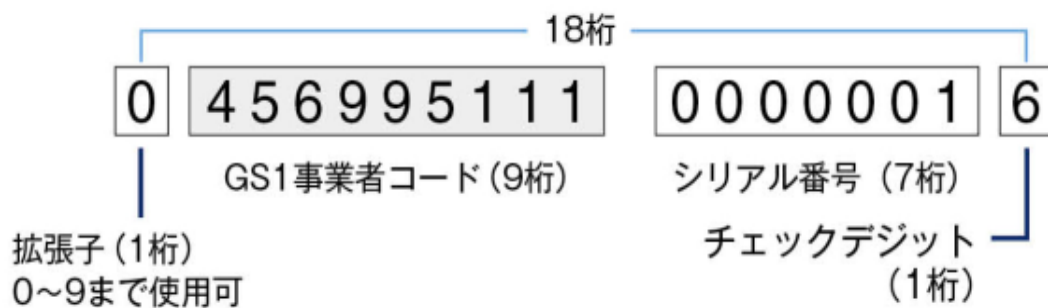 18桁
0 456995111 0000001 6
GS1事業者コード（9桁） シリアル番号（7桁）
拡張子（1桁）
0〜9まで使用可
チェックデジット
（1桁）